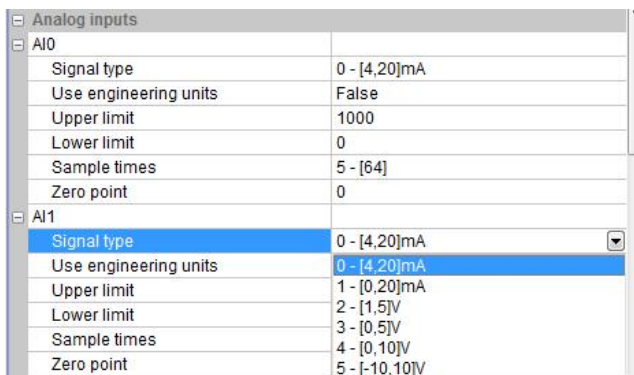 Analog inputs
AI0
Signal type 0 - [4,20]mA
Use engineering units False
Upper limit 1000
Lower limit 0
Sample times 5 - [64]
Zero point 0
AI1
Signal type 0 - [4,20]mA
Use engineering units 0 - [4,20]mA
Upper limit 1 - [0,20]mA
Lower limit 2 - [1,5]V
3 - [0,5]V
Sample times 4 - [0,10]V
Zero point 5 - [-10,10]V